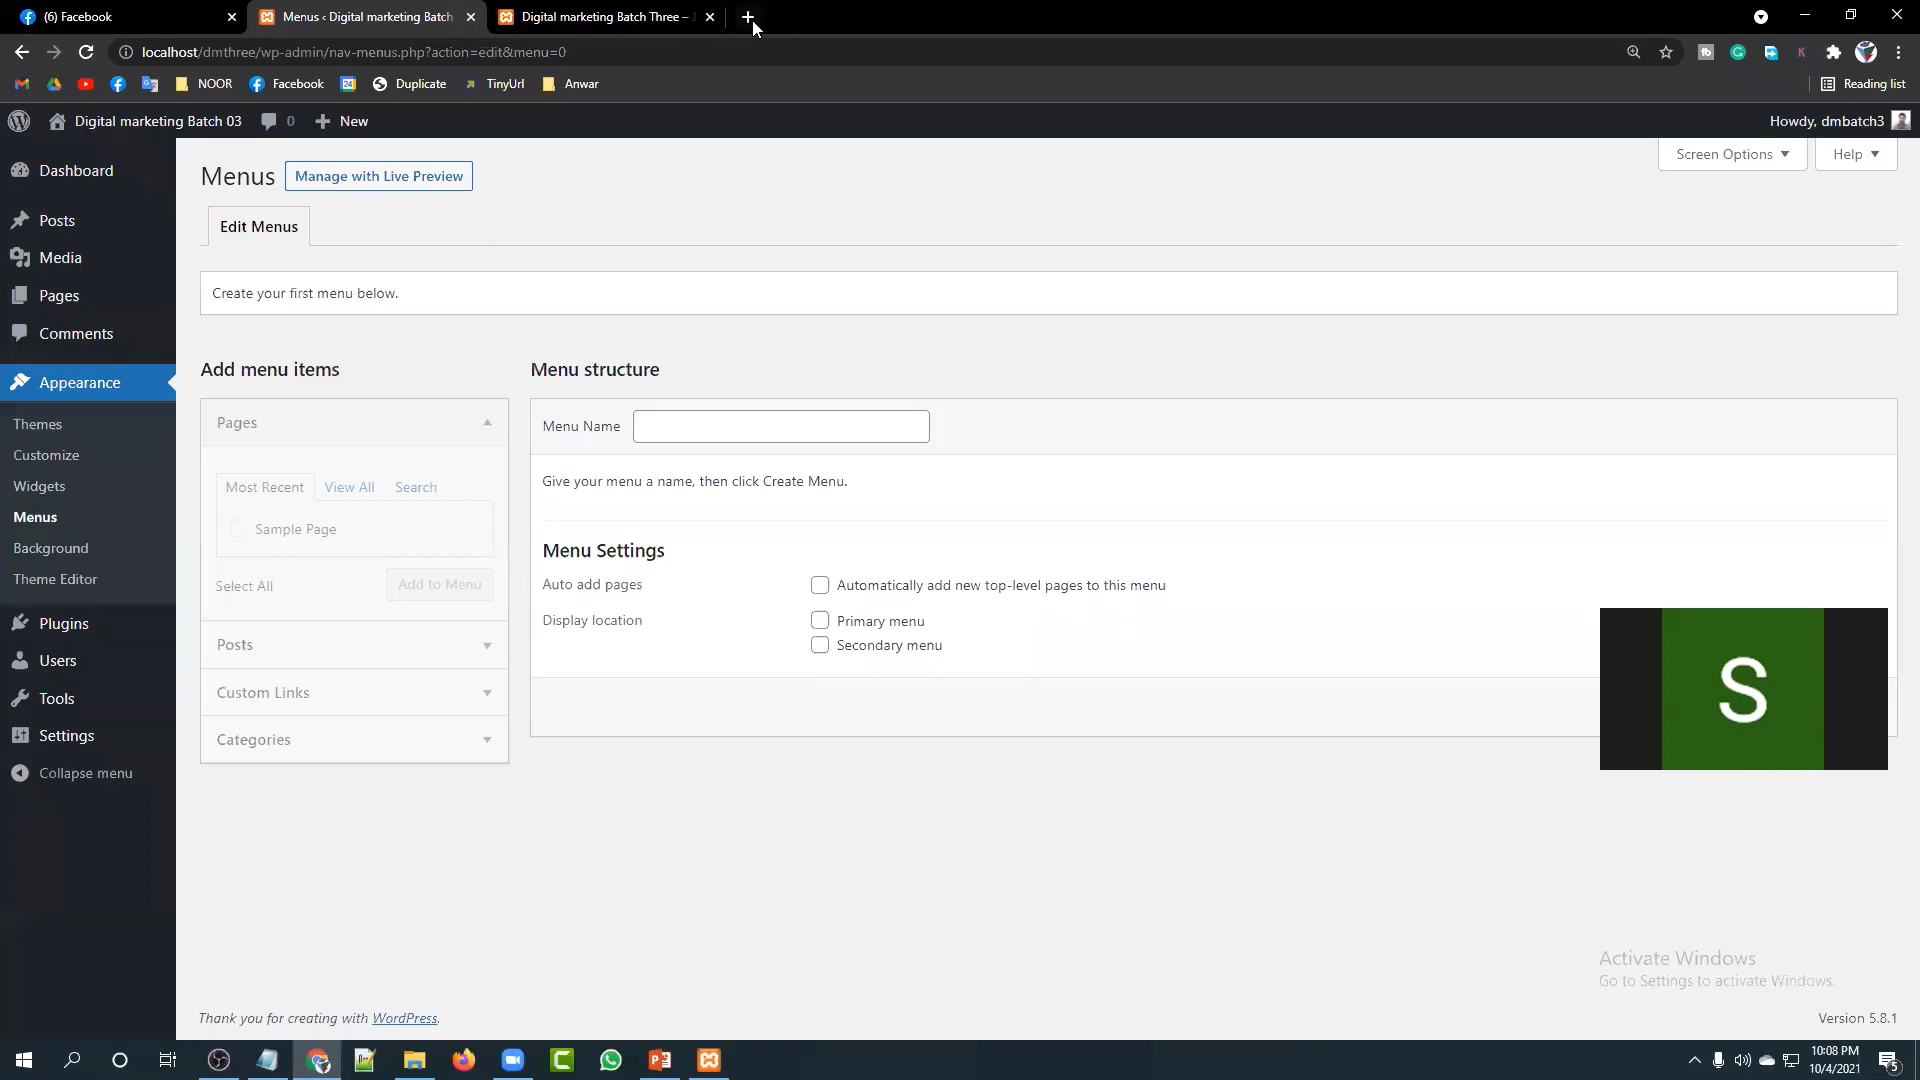 (6) Facebook
Menus ‹ Digital marketing Batch
Digital marketing Batch Three –
localhost/dmthree/wp-admin/nav-menus.php?action=edit&menu=0
NOOR
Facebook
Duplicate
TinyUrl
Anwar
Reading list
Digital marketing Batch 03
0
New
Howdy, dmbatch3
Dashboard
Posts
Media
Pages
Comments
Appearance
Themes
Customize
Widgets
Menus
Background
Theme Editor
Plugins
Users
Tools
Settings
Collapse menu
Screen Options
Help
Menus
Manage with Live Preview
Edit Menus
Create your first menu below.
Add menu items
Pages
Most Recent
View All
Search
Sample Page
Select All
Add to Menu
Posts
Custom Links
Categories
Menu structure
Menu Name
Give your menu a name, then click Create Menu.
Menu Settings
Auto add pages
Automatically add new top-level pages to this menu
Display location
Primary menu
Secondary menu
S
Activate Windows
Go to Settings to activate Windows.
Thank you for creating with WordPress.
Version 5.8.1
10:08 PM
10/4/2021
5